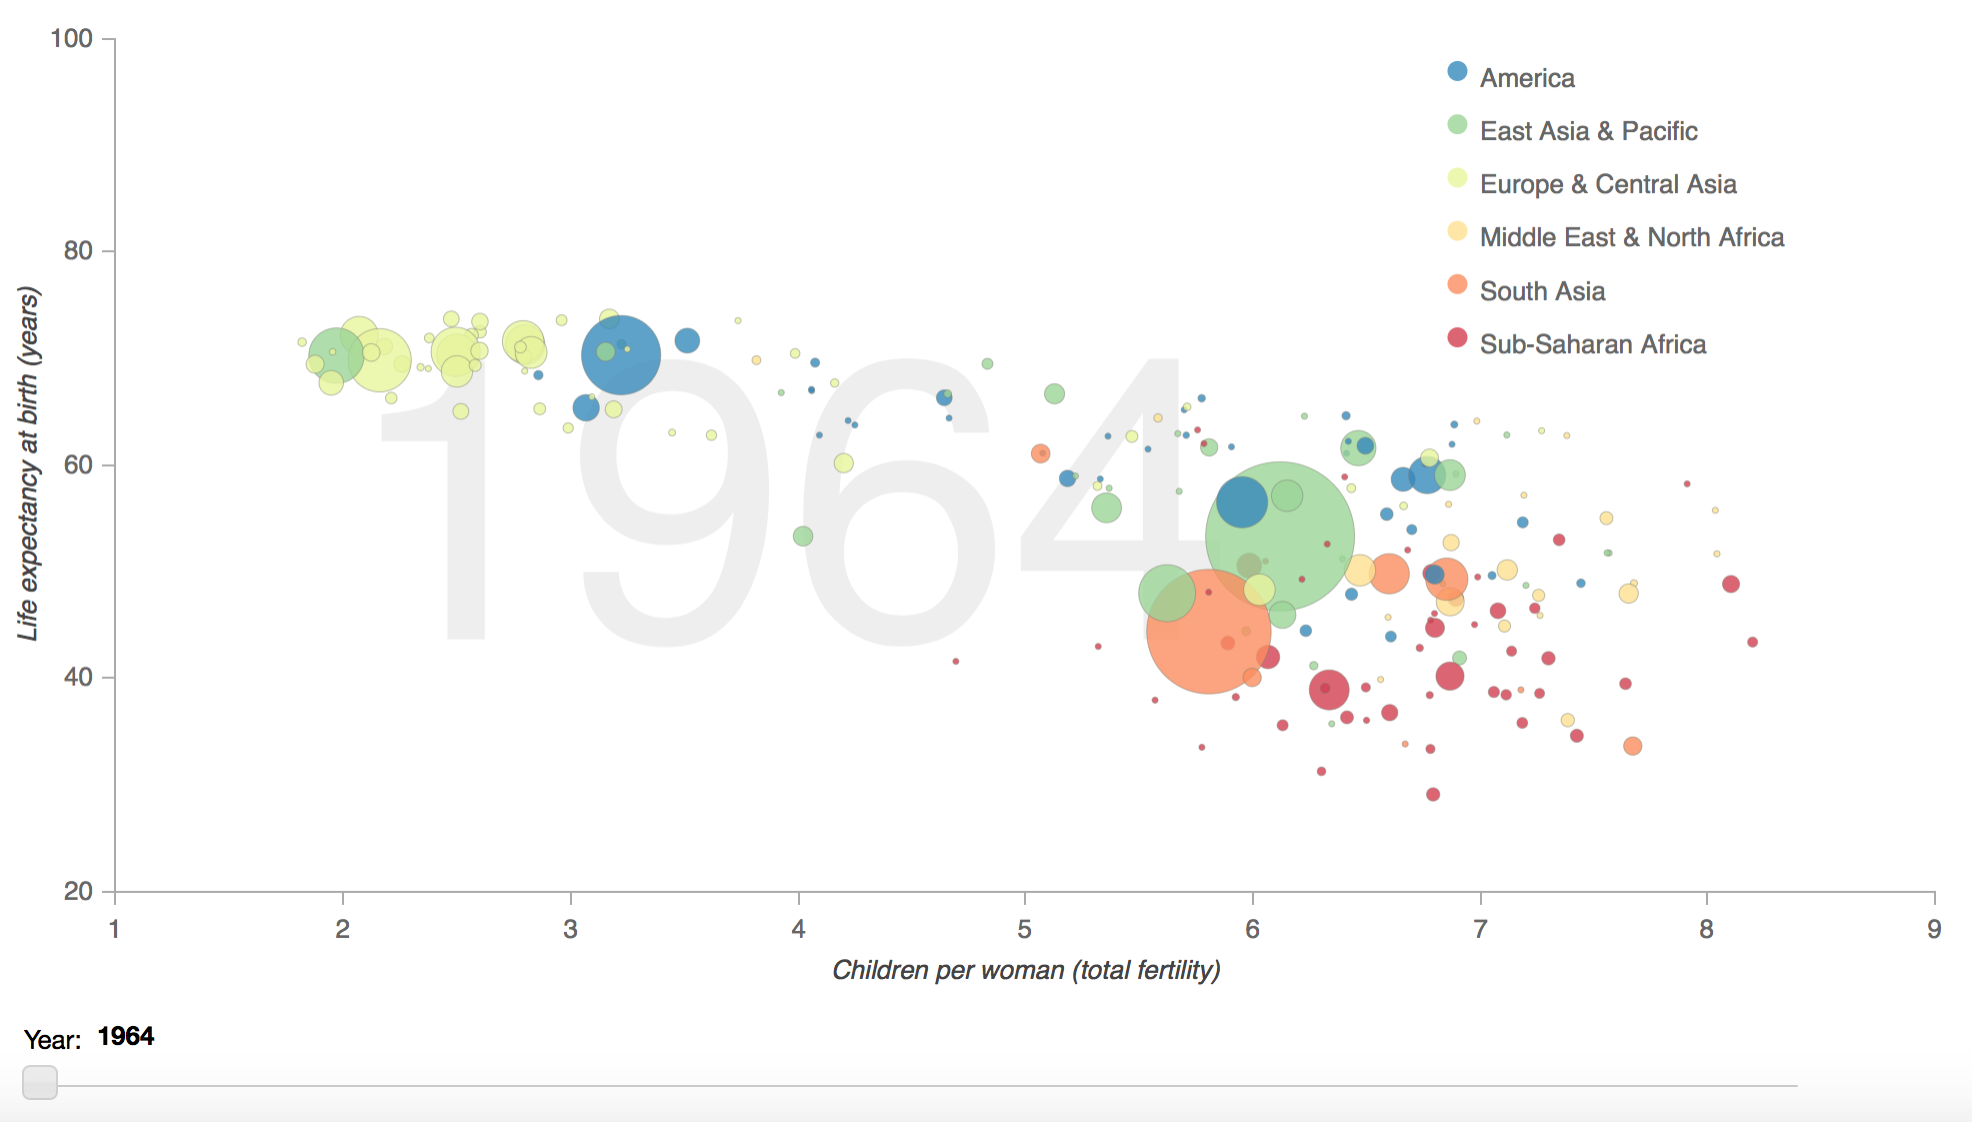 100
80
60
40
20
Life expectancy at birth (years)
1964
America
East Asia & Pacific
Europe & Central Asia
Middle East & North Africa
South Asia
Sub-Saharan Africa
1 2 3 4 5 6 7 8 9
Children per woman (total fertility)
Year: 1964